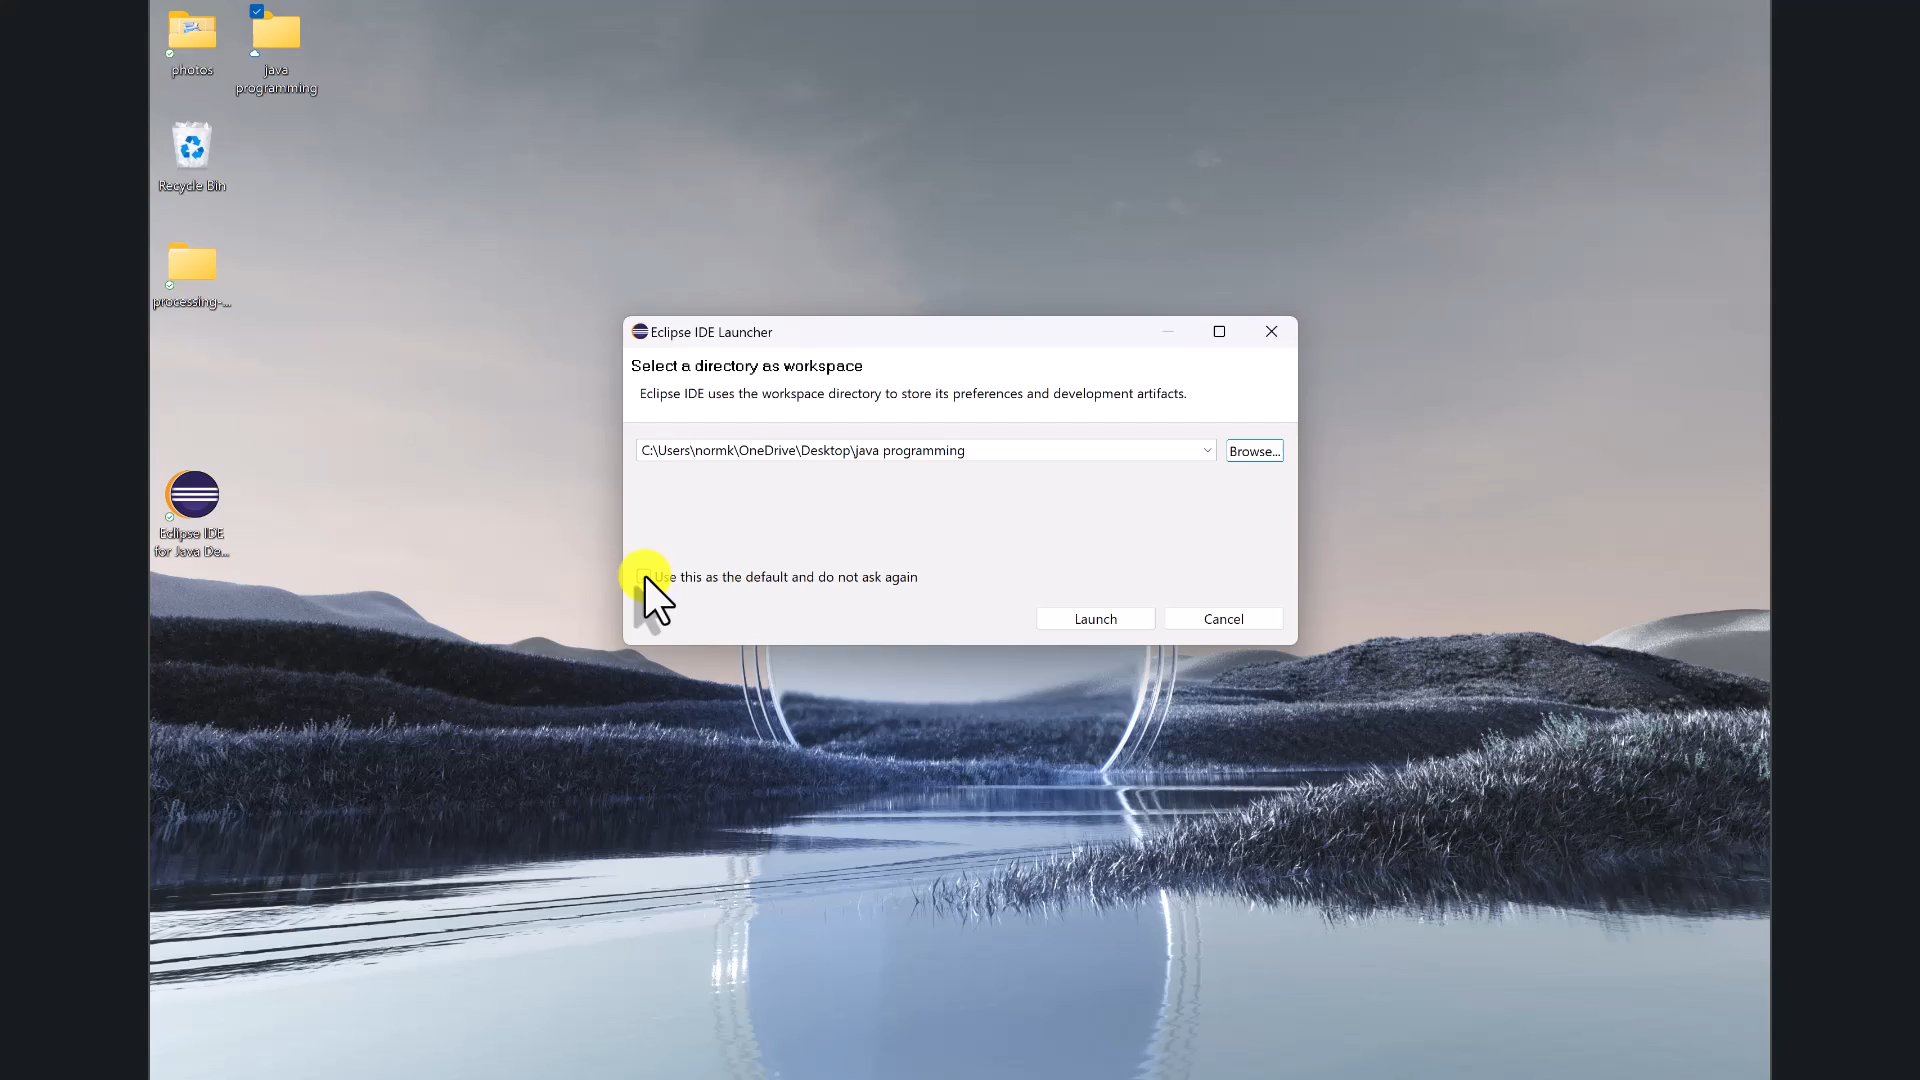 photos
java
programming
Recycle Bin
processing-...
Eclipse IDE
for Java De...
Eclipse IDE Launcher
Select a directory as workspace
Eclipse IDE uses the workspace directory to store its preferences and development artifacts.
C:\Users\normk\OneDrive\Desktop\java programming
Browse...
Use this as the default and do not ask again
Launch
Cancel